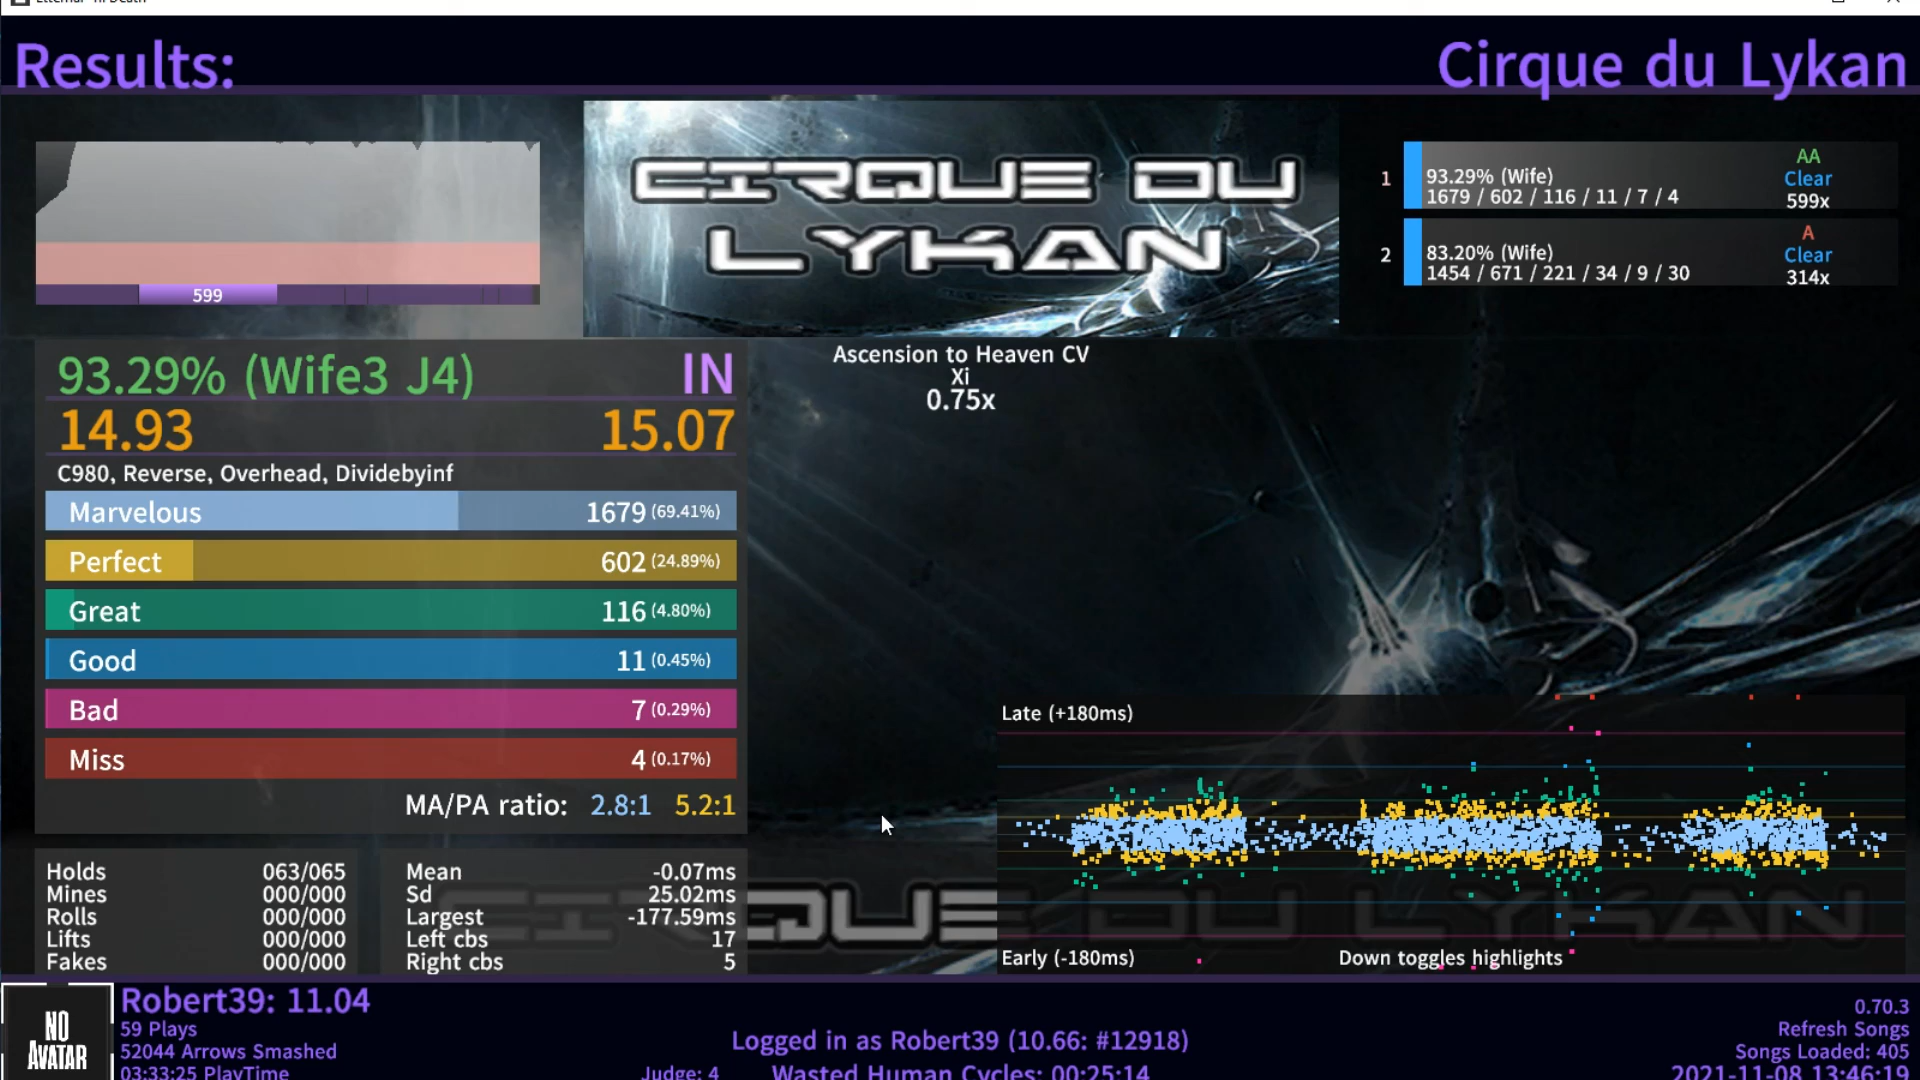 Results:
Cirque du Lykan
CIRQUE DU
LYKAN
599
1
93.29% (Wife)
1679 / 602 / 116 / 11 / 7 / 4
AA
Clear
599x
2
83.20% (Wife)
1454 / 671 / 221 / 34 / 9 / 30
A
Clear
314x
93.29% (Wife3 J4)
IN
14.93
15.07
C980, Reverse, Overhead, Dividebyinf
Ascension to Heaven CV
Xi
0.75x
Marvelous 1679 (69.41%)
Perfect 602 (24.89%)
Great 116 (4.80%)
Good 11 (0.45%)
Bad 7 (0.29%)
Miss 4 (0.17%)
MA/PA ratio: 2.8:1 5.2:1
Holds 063/065
Mines 000/000
Rolls 000/000
Lifts 000/000
Fakes 000/000
Mean -0.07ms
Sd 25.02ms
Largest -177.59ms
Left cbs 17
Right cbs 5
Late (+180ms)
Early (-180ms)
Down toggles highlights
CIRQUE DU LYKAN
NO
AVATAR
Robert39: 11.04
59 Plays
52044 Arrows Smashed
03:33:25 PlayTime
Logged in as Robert39 (10.66: #12918)
Judge: 4
Wasted Human Cycles: 00:25:14
0.70.3
Refresh Songs
Songs Loaded: 405
2021-11-08 13:46:19